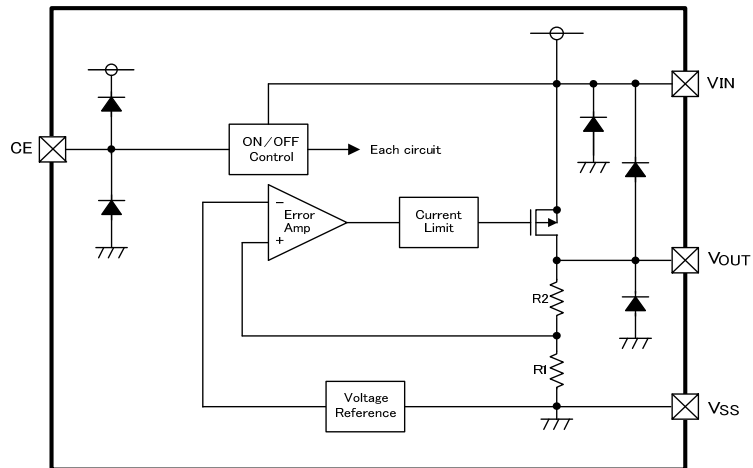 VIN
CE
ON/OFF
Control
Each circuit
−
Error
Amp
+
Current
Limit
VOUT
R2
R1
Voltage
Reference
VSS